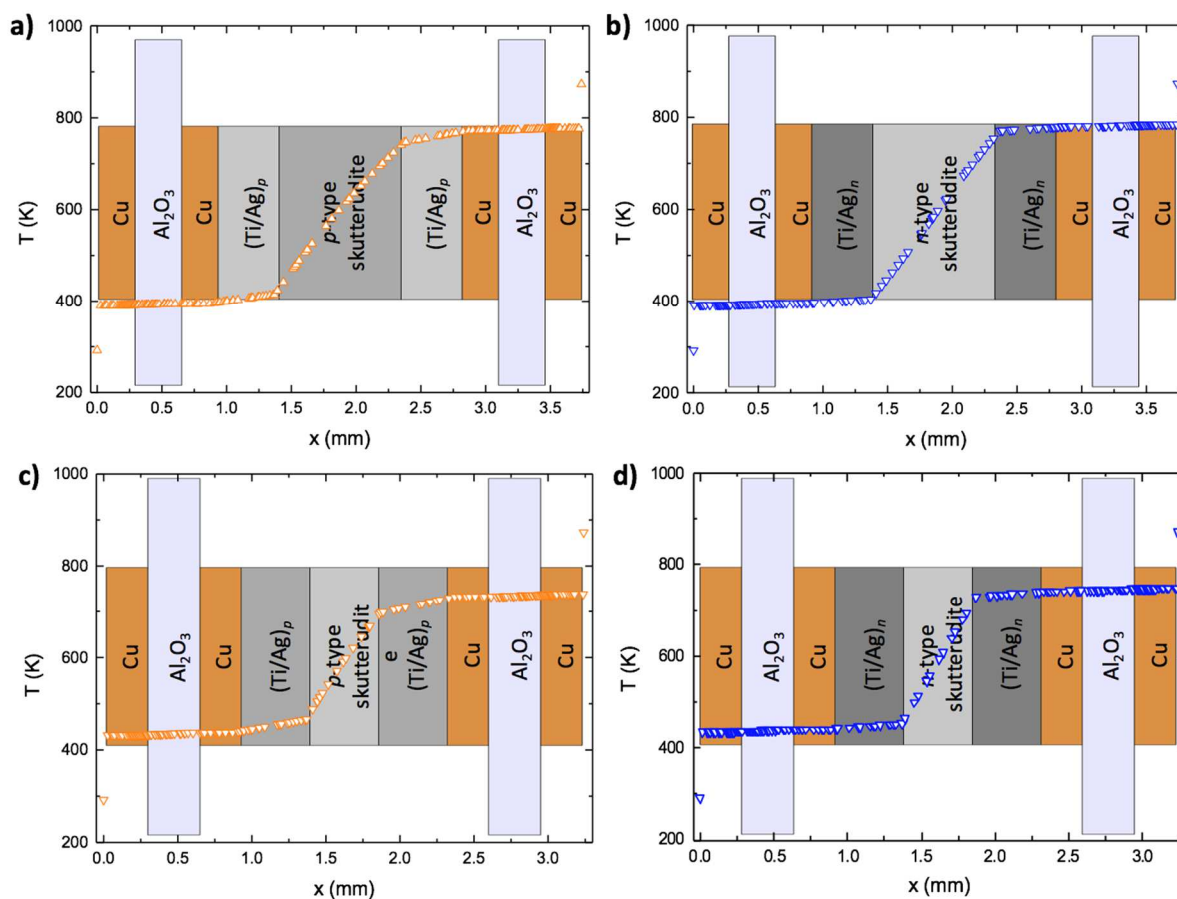 a)
1000
800
600
400
200
T (K)
Cu
Al2O3
Cu
(Ti/Ag)p
p-type
skutterudite
(Ti/Ag)p
Cu
Al2O3
Cu
0.0 0.5 1.0 1.5 2.0 2.5 3.0 3.5
x (mm)
b)
1000
800
600
400
200
T (K)
Cu
Al2O3
Cu
(Ti/Ag)n
n-type
skutterudite
(Ti/Ag)n
Cu
Al2O3
Cu
0.0 0.5 1.0 1.5 2.0 2.5 3.0 3.5
x (mm)
c)
1000
800
600
400
200
T (K)
Cu
Al2O3
Cu
(Ti/Ag)p
p-type
skutterudit
e
(Ti/Ag)p
Cu
Al2O3
Cu
0.0 0.5 1.0 1.5 2.0 2.5 3.0
x (mm)
d)
1000
800
600
400
200
T (K)
Cu
Al2O3
Cu
(Ti/Ag)n
n-type
skutterudite
(Ti/Ag)n
Cu
Al2O3
Cu
0.0 0.5 1.0 1.5 2.0 2.5 3.0
x (mm)